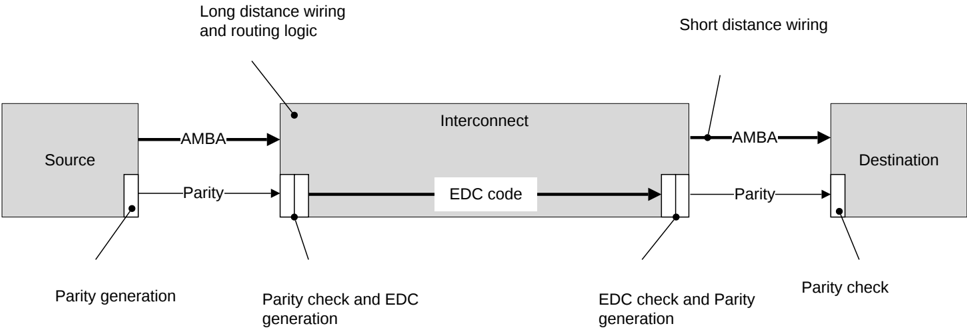 Long distance wiring
and routing logic
Short distance wiring
Interconnect
AMBA
AMBA
Source
Destination
Parity
EDC code
Parity
Parity generation
Parity check and EDC
generation
EDC check and Parity
generation
Parity check